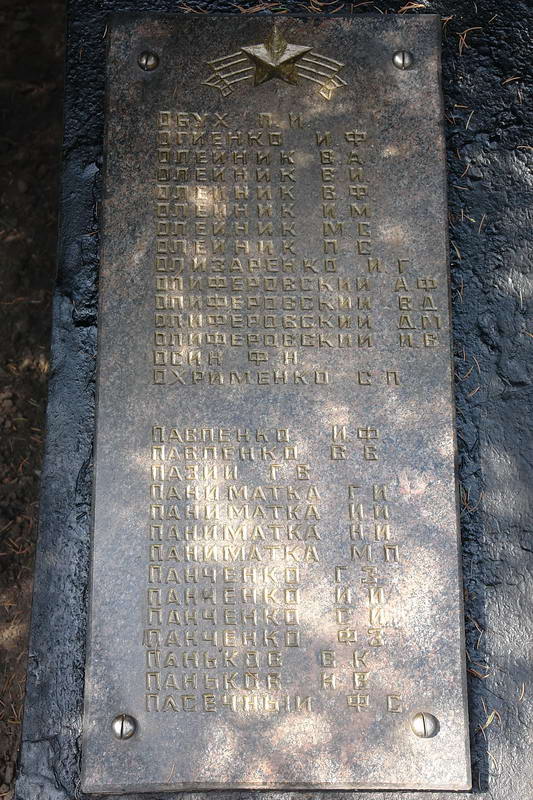 ОБУХ П.И.
ОГИЕНКО И.Ф.
ОЛЕЙНИК В.А.
ОЛЕЙНИК В.И.
ОЛЕЙНИК В.Ф.
ОЛЕЙНИК И.М.
ОЛЕЙНИК М.С.
ОЛЕЙНИК П.С.
ОЛИЗАРЕНКО И.Г.
ОЛИФЕРОВСКИЙ А.Ф.
ОЛИФЕРОВСКИЙ В.Д.
ОЛИФЕРОВСКИЙ Д.М.
ОЛИФЕРОВСКИЙ И.В.
ОСИН Ф.Н.
ОХРИМЕНКО С.П.
ПАВЛЕНКО И.Ф.
ПАВЛЕНКО Б.Б.
ПАЗИЙ Г.Б.
ПАНИМАТКА Г.И.
ПАНИМАТКА И.И.
ПАНИМАТКА Н.И.
ПАНИМАТКА М.П.
ПАНЧЕНКО Г.З.
ПАНЧЕНКО И.И.
ПАНЧЕНКО С.И.
ПАНЧЕНКО Ф.З.
ПАНЬКОВ В.К.
ПАНЬКОВ Н.В.
ПАСЕЧНЫЙ Ф.С.